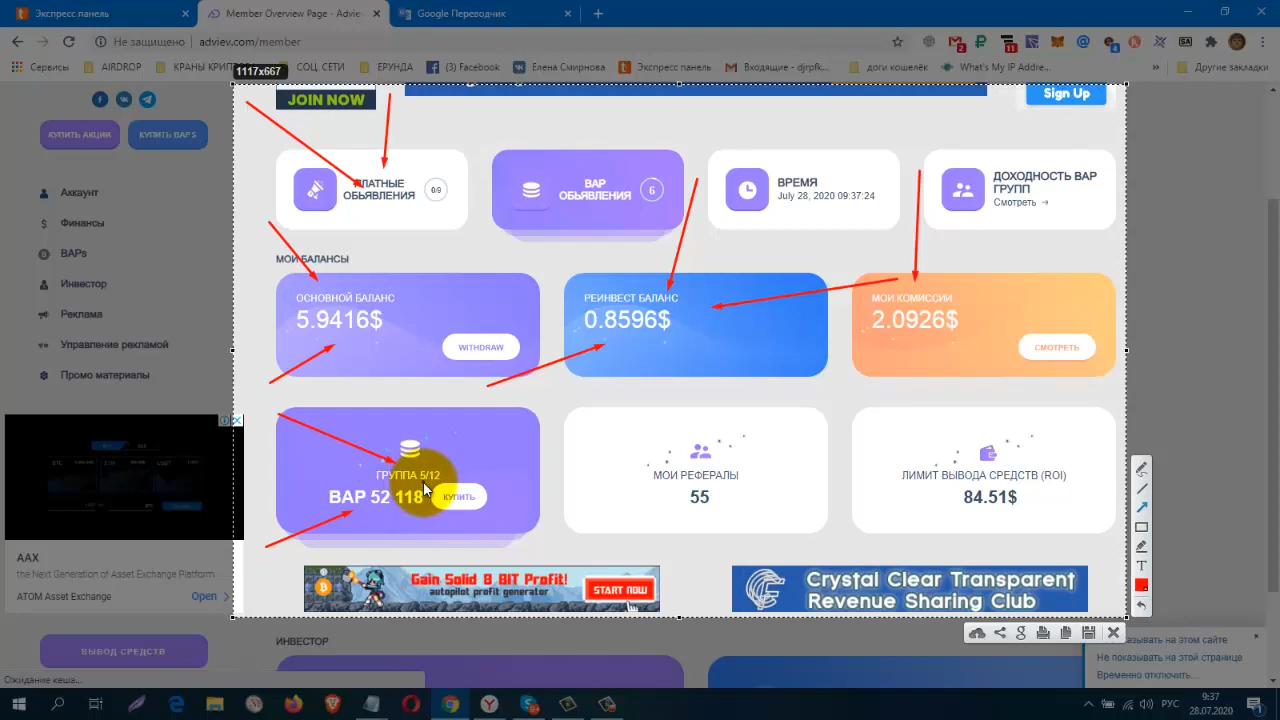 Экспресс панель
Member Overview Page - Adviev
Google Переводчик
Не защищено
adviev.com/member
Сервисы
AIRDROP
КРАНЫ КРИПТ
СОЦ. СЕТИ
ЕРУНДА
(3) Facebook
Елена Смирнова
Экспресс панель
Входящие - djrpfk...
доги кошелёк
What's My IP Addre...
Другие закладки
1117x667
JOIN NOW
Sign Up
КУПИТЬ АКЦИИ
КУПИТЬ BAPS
Аккаунт
Финансы
BAPs
Инвестор
Реклама
Управление рекламой
Промо материалы
ПЛАТНЫЕ
ОБЪЯВЛЕНИЯ
BAP
ОБЪЯВЛЕНИЯ
6
ВРЕМЯ
July 28, 2020 09:37:24
ДОХОДНОСТЬ BAP
ГРУПП
Смотреть →
МОИ БАЛАНСЫ
ОСНОВНОЙ БАЛАНС
5.9416$
WITHDRAW
РЕИНВЕСТ БАЛАНС
0.8596$
МОИ КОМИССИИ
2.0926$
СМОТРЕТЬ
ГРУППА 5/12
BAP 52 118
КУПИТЬ
МОИ РЕФЕРАЛЫ
55
ЛИМИТ ВЫВОДА СРЕДСТВ (ROI)
84.51$
AAX
the Next Generation of Asset Exchange Platform
ATOM Asset Exchange
Open
Gain Solid 8 BIT Profit!
autopilot profit generator
START NOW
Crystal Clear Transparent
Revenue Sharing Club
ВЫВОД СРЕДСТВ
ИНВЕСТОР
Ожидание кеша...
казывать на этом сайте
Не показывать на этой странице
Временно отключить...
РУС
9:37
28.07.2020